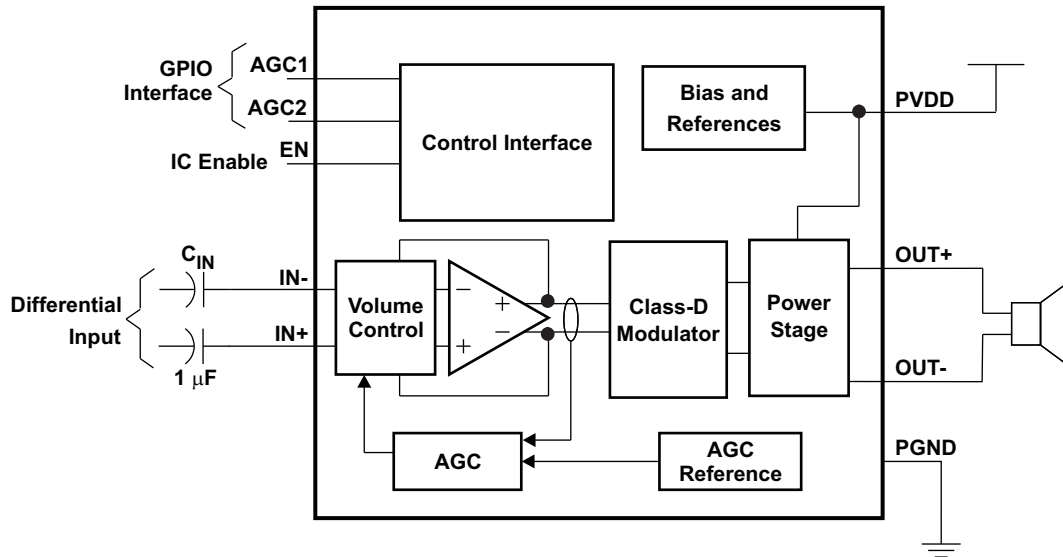 GPIO
Interface
AGC1
AGC2
EN
IC Enable
Control Interface
Bias and
References
PVDD
Differential
Input
C_IN
1 μF
IN-
IN+
Volume
Control
−
+
+
−
Class-D
Modulator
Power
Stage
OUT+
OUT-
AGC
AGC
Reference
PGND